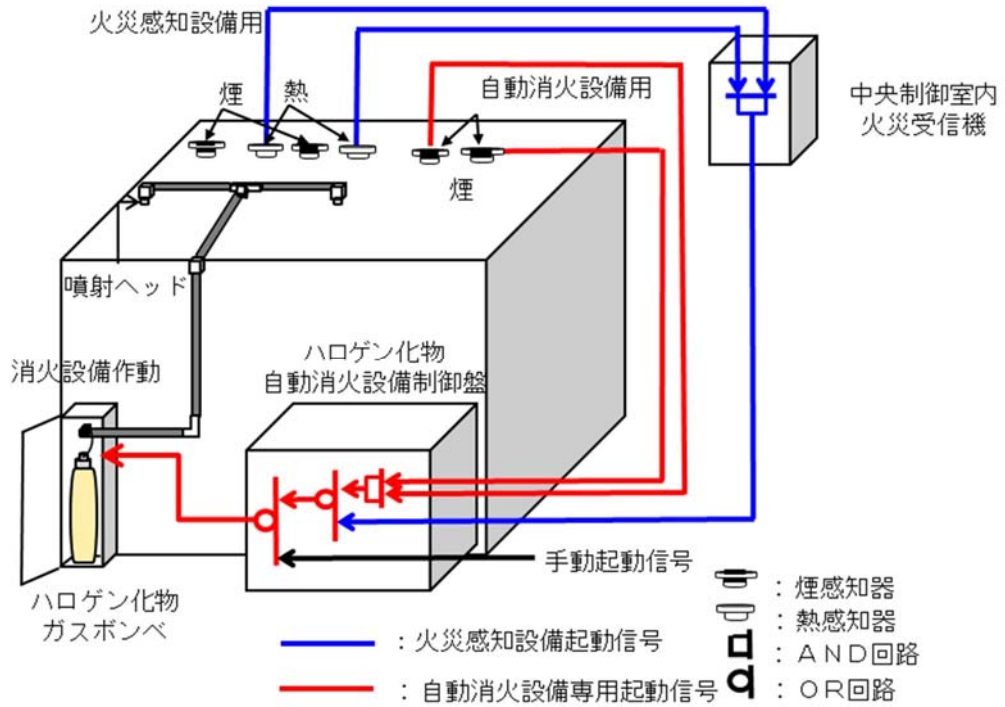 火災感知設備用
煙
熱
自動消火設備用
中央制御室内
火災受信機
煙
噴射ヘッド
消火設備作動
ハロゲン化物
自動消火設備制御盤
手動起動信号
ハロゲン化物
ガスボンベ
：火災感知設備起動信号
：自動消火設備専用起動信号
：煙感知器
：熱感知器
：ＡＮＤ回路
：ＯＲ回路